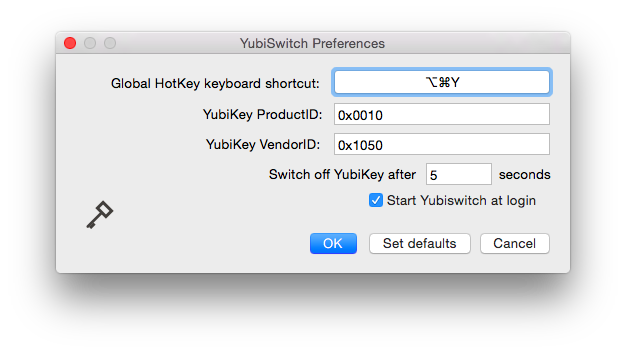 YubiSwitch Preferences
Global HotKey keyboard shortcut: ⌥⌘Y
YubiKey ProductID: 0x0010
YubiKey VendorID: 0x1050
Switch off YubiKey after 5 seconds
Start Yubiswitch at login
OK Set defaults Cancel